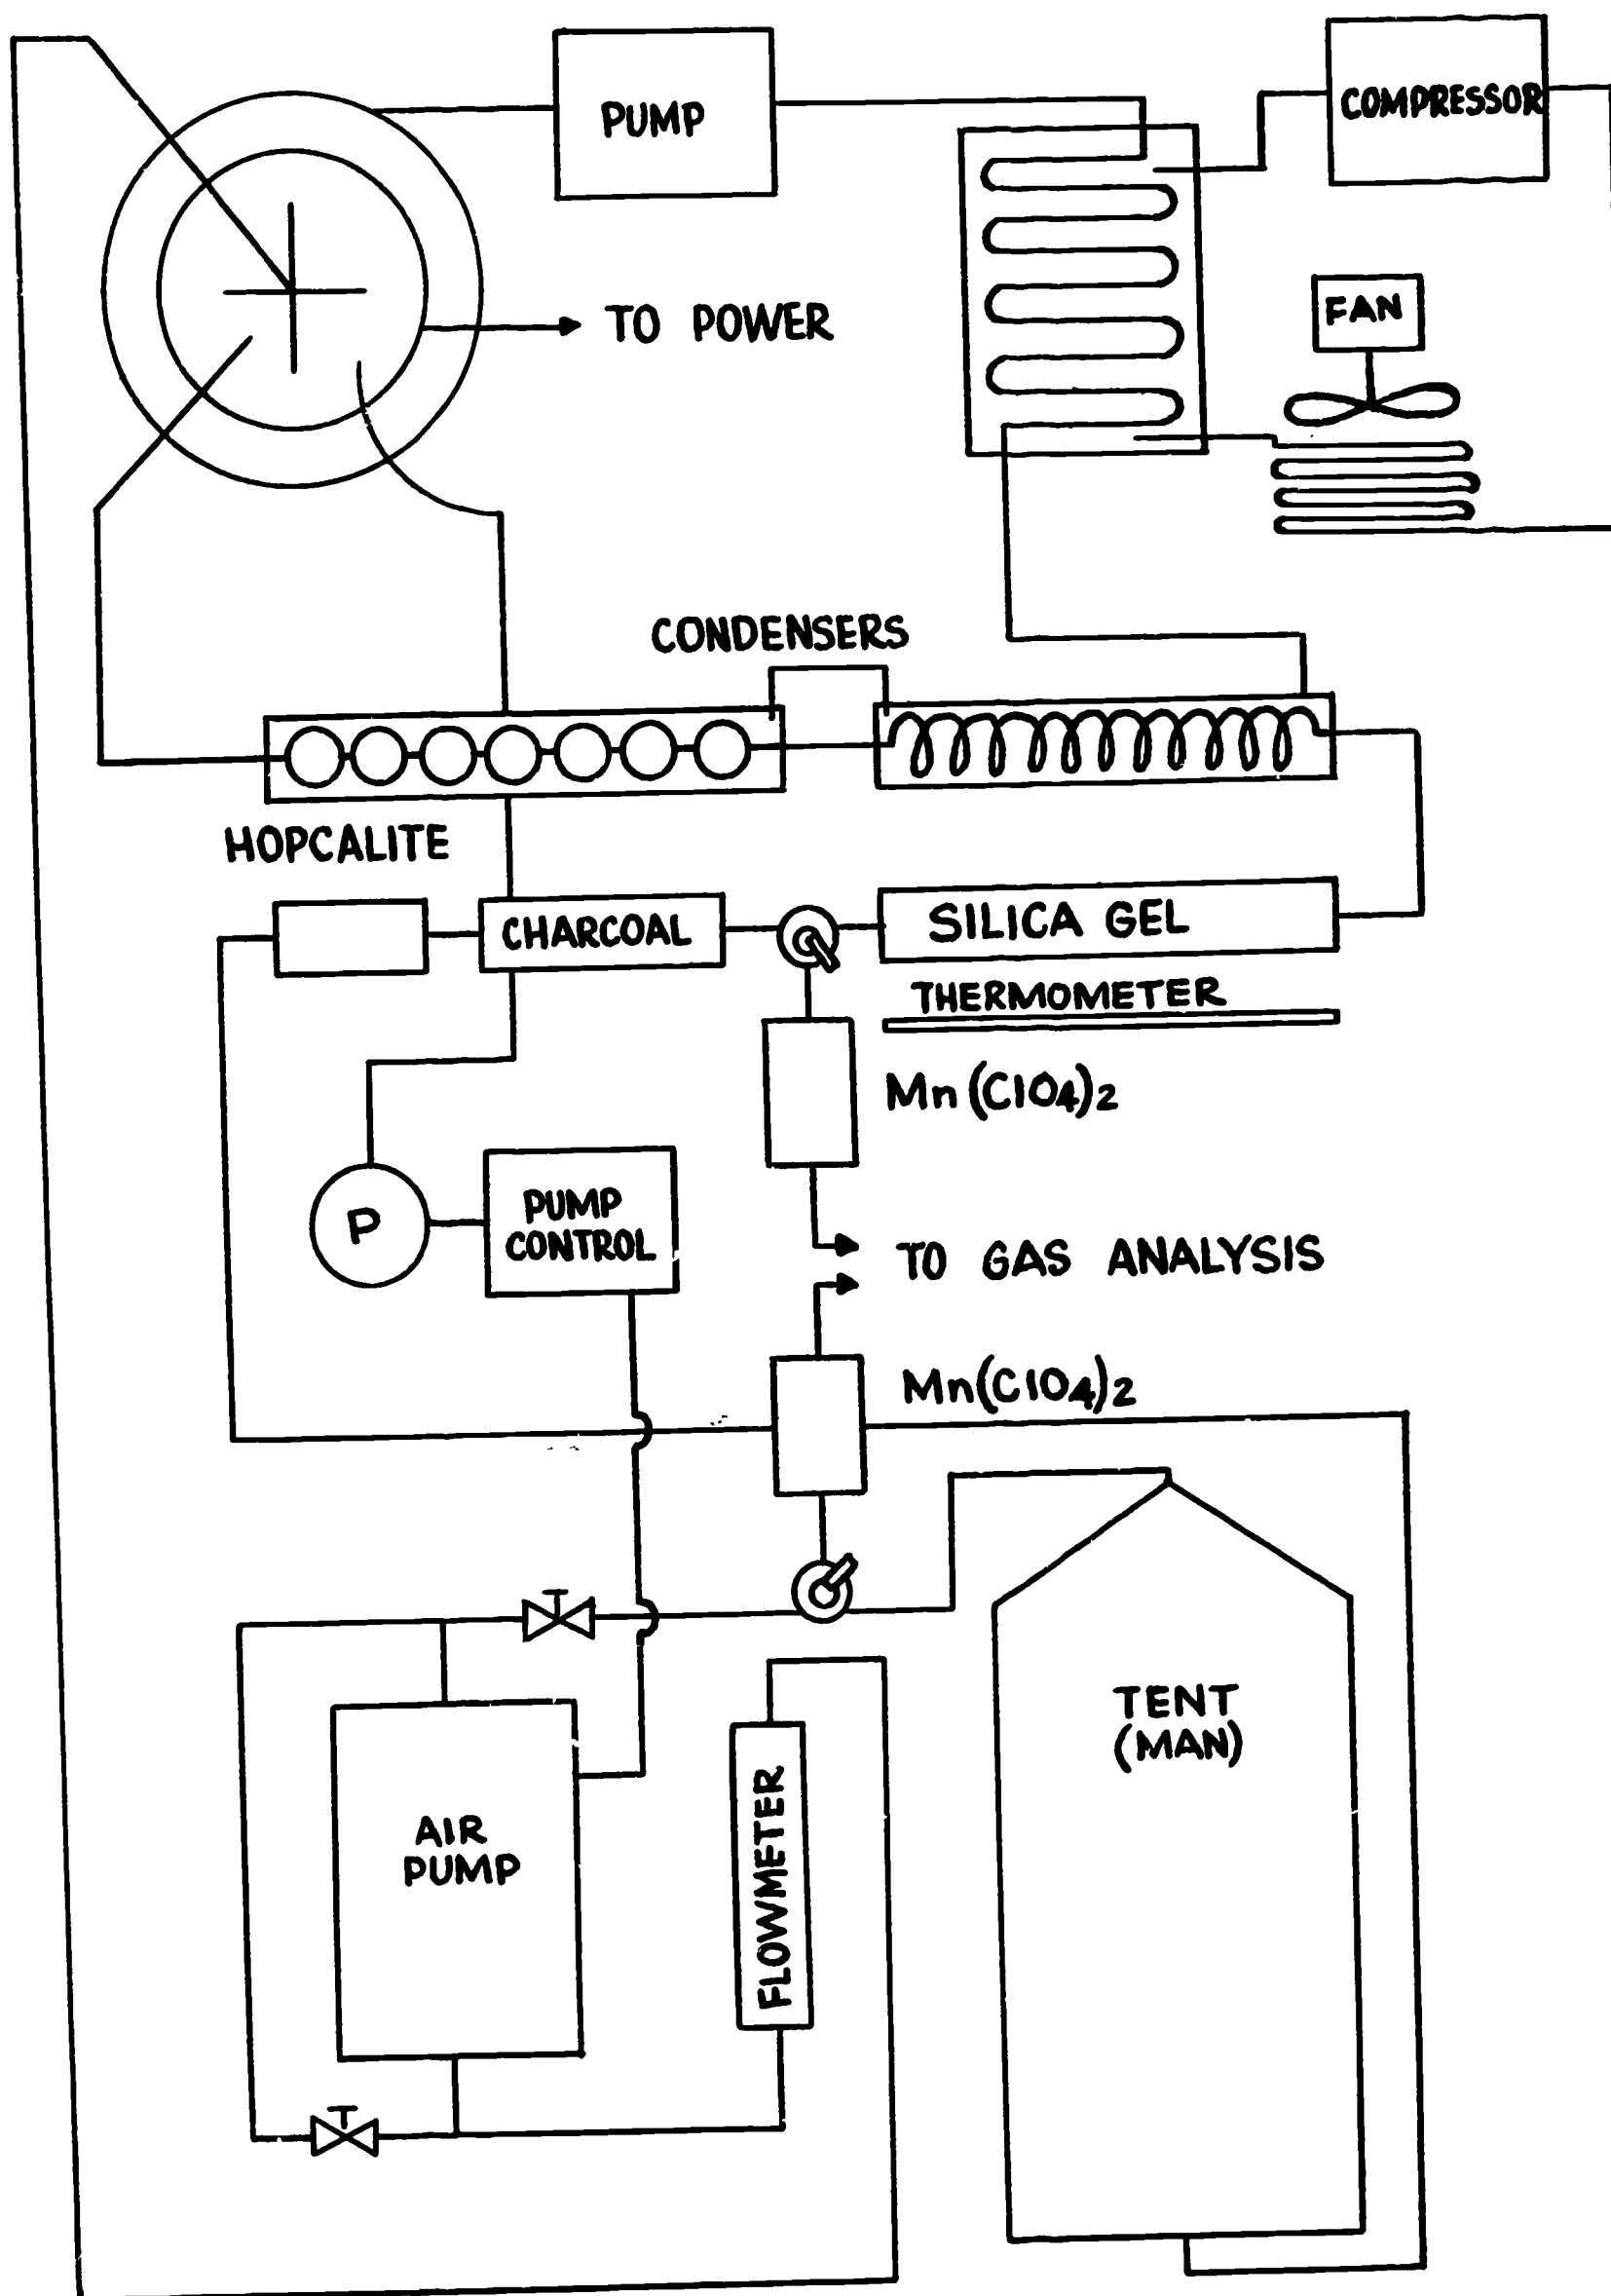 PUMP
COMPRESSOR
FAN
TO POWER
CONDENSERS
HOPCALITE
CHARCOAL
SILICA GEL
THERMOMETER
Mn(ClO4)2
P
PUMP
CONTROL
TO GAS ANALYSIS
Mn(ClO4)2
TENT
(MAN)
AIR
PUMP
FLOWMETER